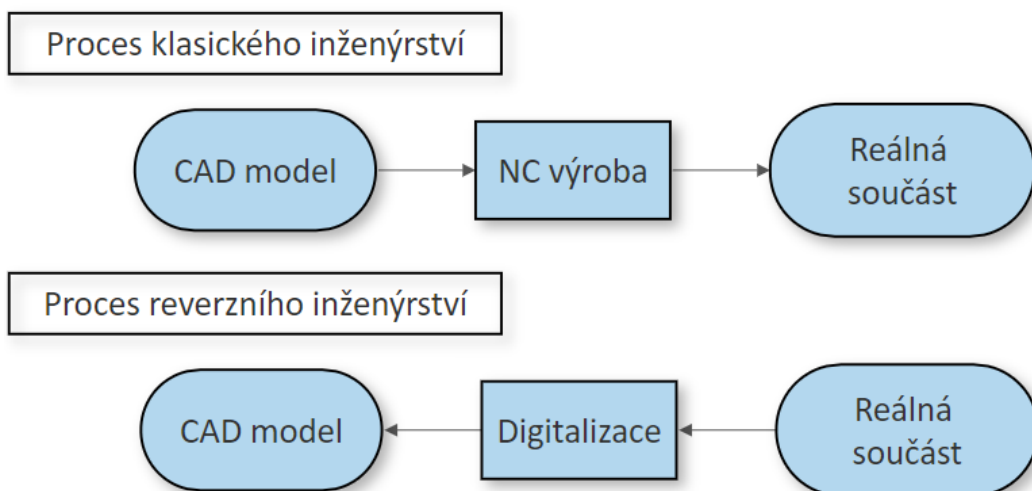 Proces klasického inženýrství
CAD model
NC výroba
Reálná
součást
Proces reverzního inženýrství
CAD model
Digitalizace
Reálná
součást